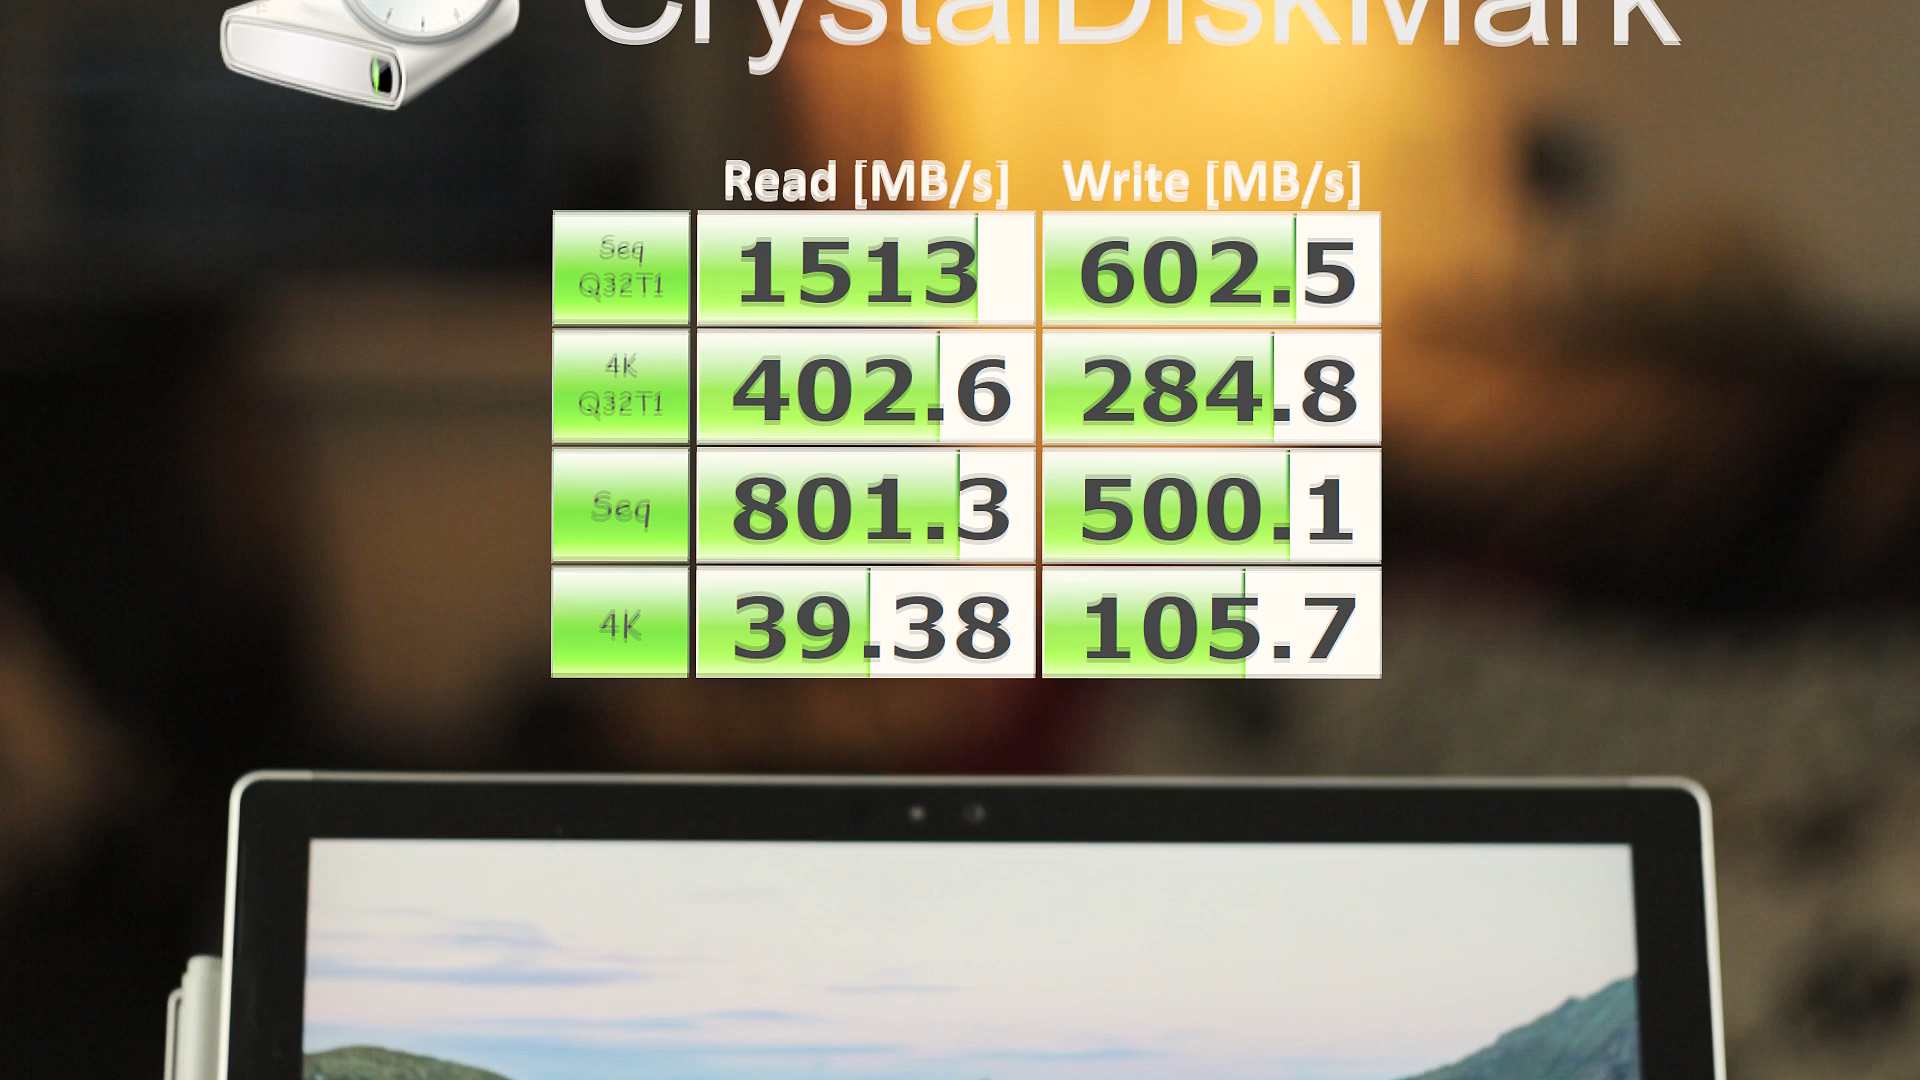 CrystalDiskMark
Read [MB/s] Write [MB/s]
Seq Q32T1 1513 602.5
4K Q32T1 402.6 284.8
Seq 801.3 500.1
4K 39.38 105.7